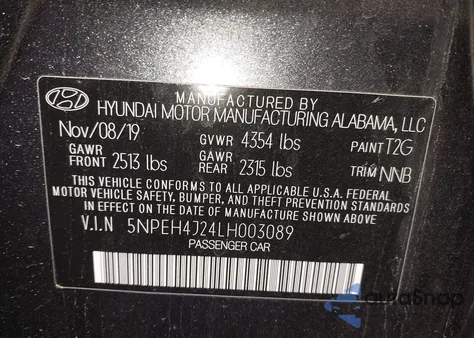 MANUFACTURED BY
HYUNDAI MOTOR MANUFACTURING ALABAMA, LLC
Nov/08/19 GVWR 4354 lbs PAINT T2G
GAWR FRONT 2513 lbs GAWR REAR 2315 lbs TRIM NNB
THIS VEHICLE CONFORMS TO ALL APPLICABLE U.S.A. FEDERAL
MOTOR VEHICLE SAFETY, BUMPER, AND THEFT PREVENTION STANDARDS
IN EFFECT ON THE DATE OF MANUFACTURE SHOWN ABOVE.
V.I.N 5NPEH4J24LH003089
PASSENGER CAR
AutoSnap